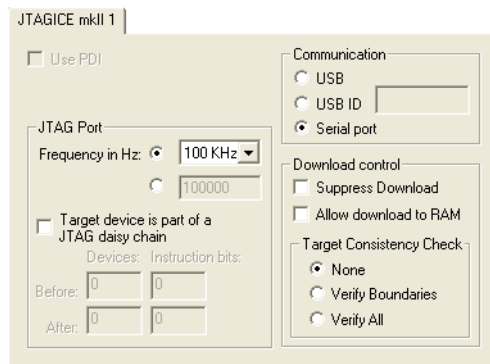 JTAGICE mkII 1
Use PDI
JTAG Port
Frequency in Hz:
100 KHz
100000
Target device is part of a
JTAG daisy chain
Devices: Instruction bits:
Before: 0 0
After: 0 0
Communication
USB
USB ID
Serial port
Download control
Suppress Download
Allow download to RAM
Target Consistency Check
None
Verify Boundaries
Verify All